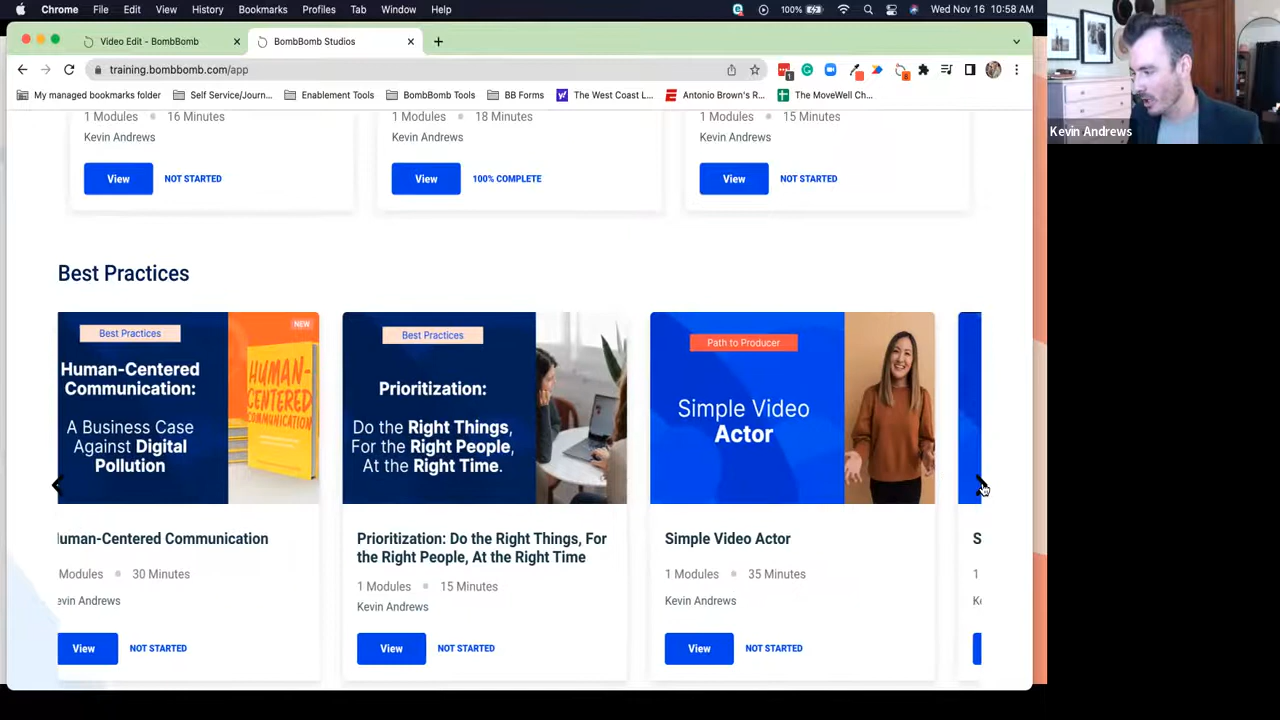 Chrome File Edit View History Bookmarks Profiles Tab Window Help 100% Wed Nov 16 10:58 AM
Video Edit - BombBomb
BombBomb Studios
training.bombbomb.com/app
My managed bookmarks folder Self Service/Journ... Enablement Tools BombBomb Tools BB Forms The West Coast L... Antonio Brown's R... The MoveWell Ch...
Kevin Andrews
1 Modules 16 Minutes
Kevin Andrews
View NOT STARTED
1 Modules 18 Minutes
Kevin Andrews
View 100% COMPLETE
1 Modules 15 Minutes
Kevin Andrews
View NOT STARTED
Best Practices
Best Practices
NEW
Human-Centered
Communication:
A Business Case
Against Digital
Pollution
HUMAN-
CENTERED
COMMUNICATION
uman-Centered Communication
Modules 30 Minutes
evin Andrews
View NOT STARTED
Best Practices
Prioritization:
Do the Right Things,
For the Right People,
At the Right Time.
Prioritization: Do the Right Things, For
the Right People, At the Right Time
1 Modules 15 Minutes
Kevin Andrews
View NOT STARTED
Path to Producer
Simple Video
Actor
Simple Video Actor
1 Modules 35 Minutes
Kevin Andrews
View NOT STARTED
S
1